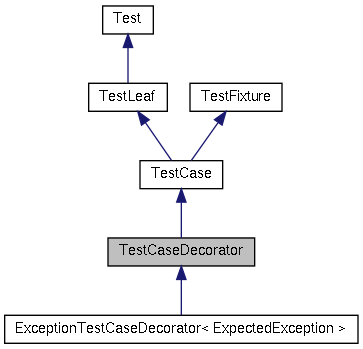 Test
TestLeaf
TestFixture
TestCase
TestCaseDecorator
ExceptionTestCaseDecorator< ExpectedException >